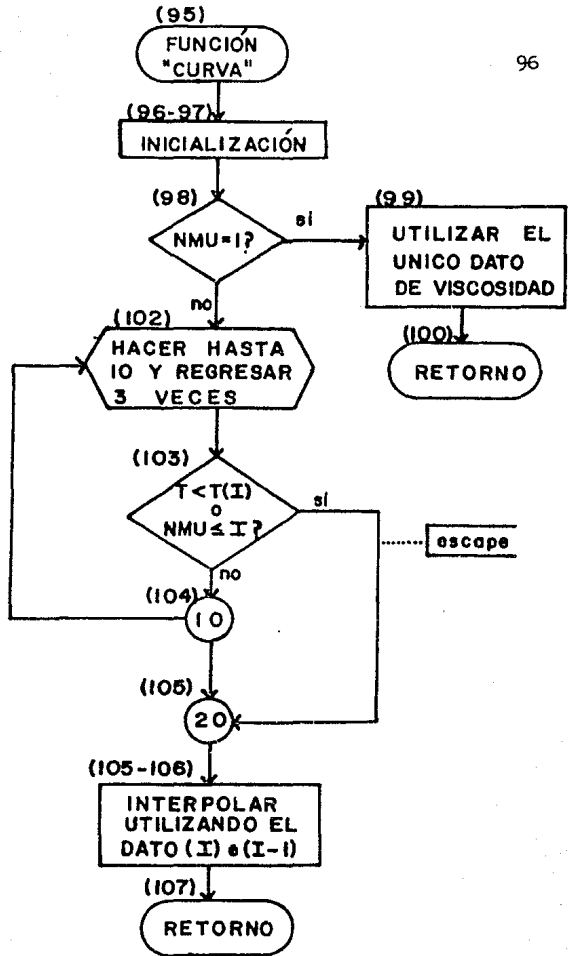 (95)
FUNCIÓN
"CURVA"
96
(96-97)
INICIALIZACIÓN
(98)
NMU=1?
sí
(99)
UTILIZAR EL
UNICO DATO
DE VISCOSIDAD
no
(100)
RETORNO
(102)
HACER HASTA
10 Y REGRESAR
3 VECES
(103)
T<T(I)
o
NMU≤I?
sí
escape
no
(104)
10
(105)
20
(105-106)
INTERPOLAR
UTILIZANDO EL
DATO (I) e (I-1)
(107)
RETORNO